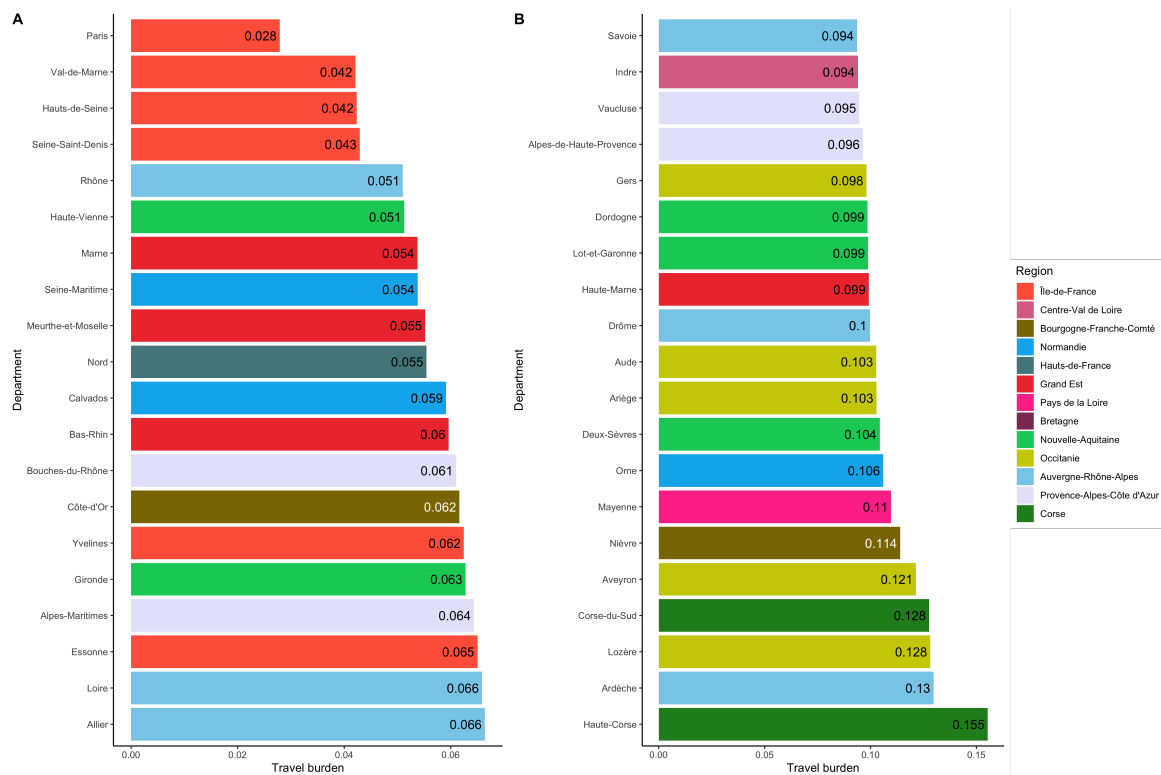 A
Department
Paris 0.028
Val-de-Marne 0.042
Hauts-de-Seine 0.042
Seine-Saint-Denis 0.043
Rhône 0.051
Haute-Vienne 0.051
Marne 0.054
Seine-Maritime 0.054
Meurthe-et-Moselle 0.055
Nord 0.055
Calvados 0.059
Bas-Rhin 0.06
Bouches-du-Rhône 0.061
Côte-d'Or 0.062
Yvelines 0.062
Gironde 0.063
Alpes-Maritimes 0.064
Essonne 0.065
Loire 0.066
Allier 0.066
0.00 0.02 0.04 0.06
Travel burden
B
Department
Savoie 0.094
Indre 0.094
Vaucluse 0.095
Alpes-de-Haute-Provence 0.096
Gers 0.098
Dordogne 0.099
Lot-et-Garonne 0.099
Haute-Marne 0.099
Drôme 0.1
Aude 0.103
Ariège 0.103
Deux-Sèvres 0.104
Orne 0.106
Mayenne 0.11
Nièvre 0.114
Aveyron 0.121
Corse-du-Sud 0.128
Lozère 0.128
Ardèche 0.13
Haute-Corse 0.155
0.00 0.05 0.10 0.15
Travel burden
Region
Île-de-France
Centre-Val de Loire
Bourgogne-Franche-Comté
Normandie
Hauts-de-France
Grand Est
Pays de la Loire
Bretagne
Nouvelle-Aquitaine
Occitanie
Auvergne-Rhône-Alpes
Provence-Alpes-Côte d'Azur
Corse